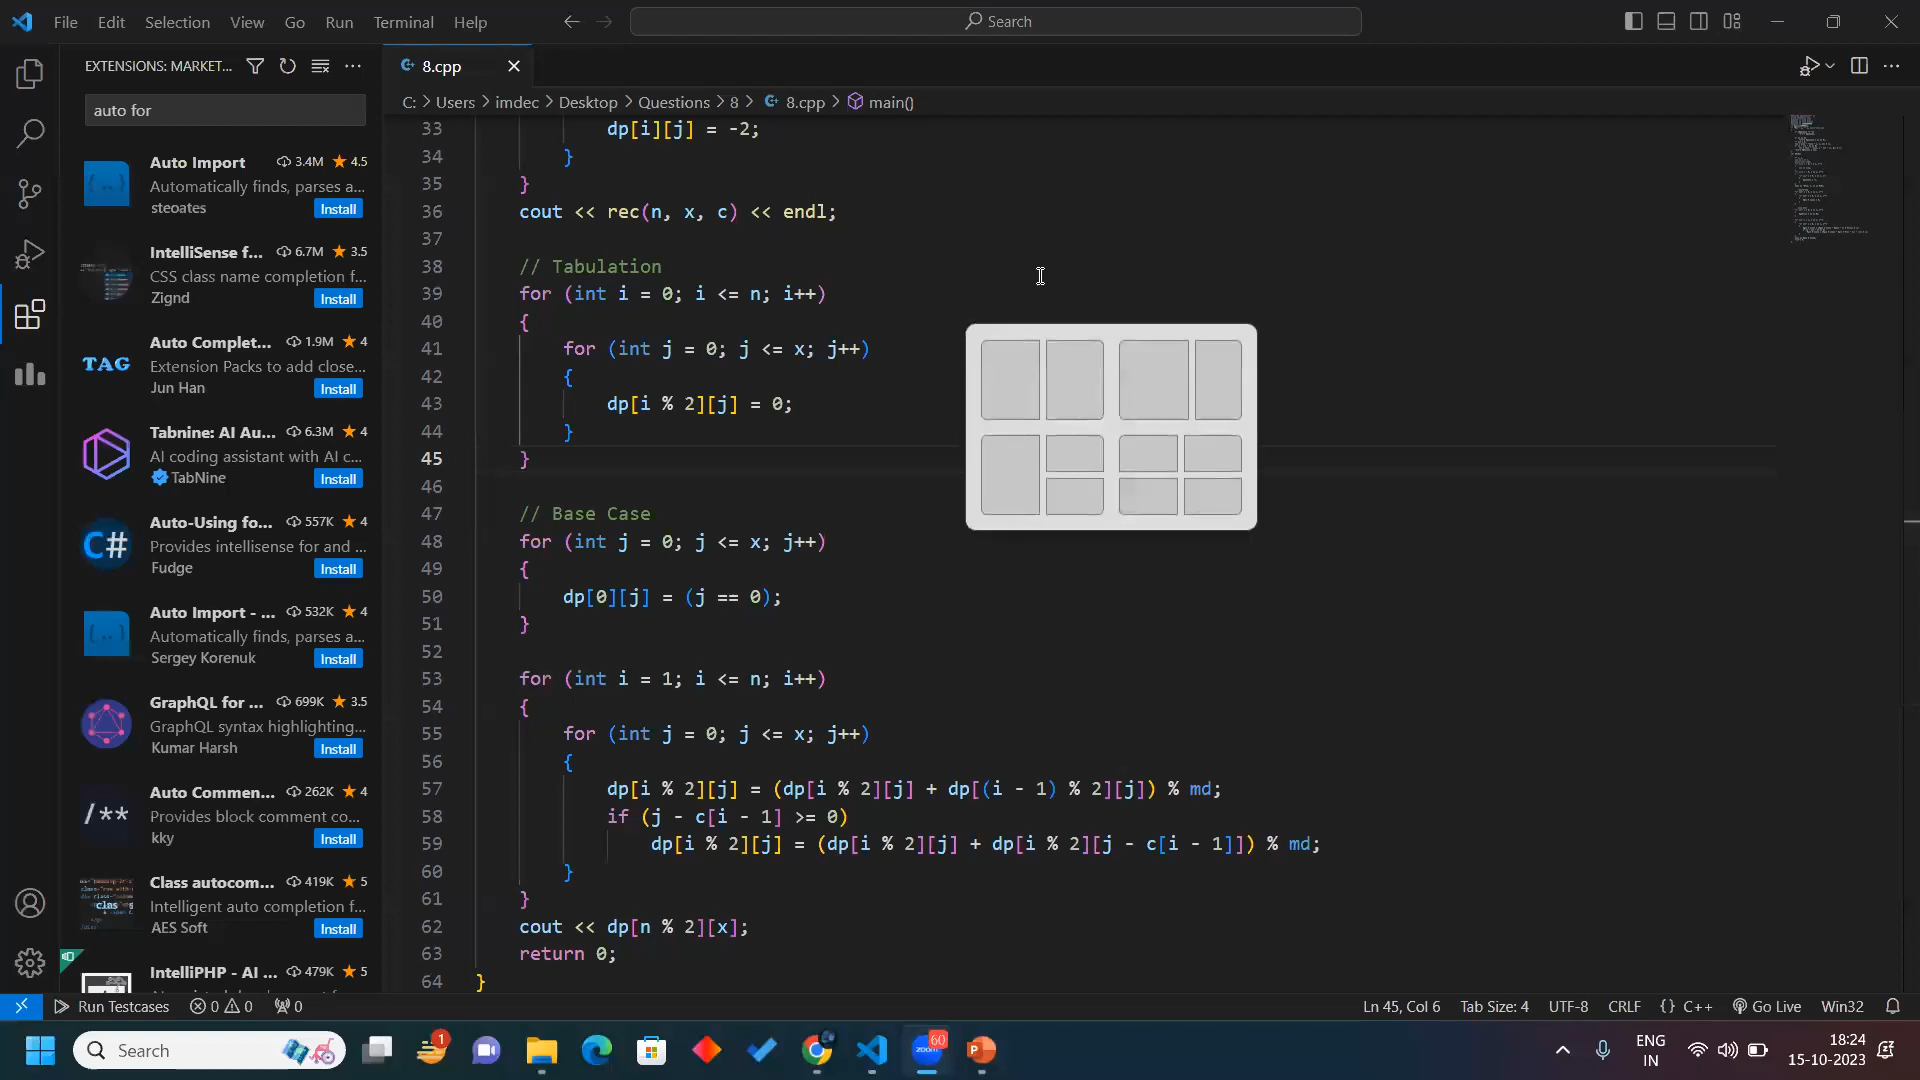 File Edit Selection View Go Run Terminal Help
Search
EXTENSIONS: MARKET...
8.cpp
auto for
C: > Users > imdec > Desktop > Questions > 8 > 8.cpp > main()
Auto Import 3.4M ★ 4.5
Automatically finds, parses a...
steoates Install
IntelliSense f... 6.7M ★ 3.5
CSS class name completion f...
Zignd Install
Auto Complet... 1.9M ★ 4
Extension Packs to add close...
Jun Han Install
TAG
Tabnine: AI Au... 6.3M ★ 4
AI coding assistant with AI c...
TabNine Install
Auto-Using fo... 557K ★ 4
Provides intellisense for and ...
Fudge Install
C#
Auto Import - ... 532K ★ 4
Automatically finds, parses a...
Sergey Korenuk Install
GraphQL for ... 699K ★ 3.5
GraphQL syntax highlighting...
Kumar Harsh Install
Auto Commen... 262K ★ 4
Provides block comment co...
kky Install
/**
Class autocom... 419K ★ 5
Intelligent auto completion f...
AES Soft Install
IntelliPHP - AI ... 479K ★ 5
33 dp[i][j] = -2;
34 }
35 }
36 cout << rec(n, x, c) << endl;
37
38 // Tabulation
39 for (int i = 0; i <= n; i++)
40 {
41 for (int j = 0; j <= x; j++)
42 {
43 dp[i % 2][j] = 0;
44 }
45 }
46
47 // Base Case
48 for (int j = 0; j <= x; j++)
49 {
50 dp[0][j] = (j == 0);
51 }
52
53 for (int i = 1; i <= n; i++)
54 {
55 for (int j = 0; j <= x; j++)
56 {
57 dp[i % 2][j] = (dp[i % 2][j] + dp[(i - 1) % 2][j]) % md;
58 if (j - c[i - 1] >= 0)
59 dp[i % 2][j] = (dp[i % 2][j] + dp[i % 2][j - c[i - 1]]) % md;
60 }
61 }
62 cout << dp[n % 2][x];
63 return 0;
64 }
Run Testcases 0 0 0
Ln 45, Col 6 Tab Size: 4 UTF-8 CRLF {} C++ Go Live Win32
Search
1
zoom
60
ENG
IN
18:24
15-10-2023